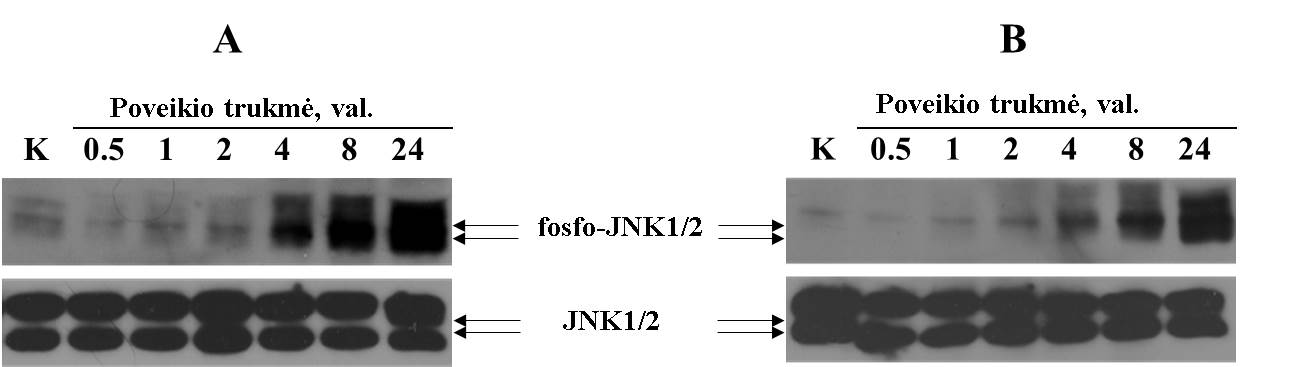 A
B
Poveikio trukmė, val.
Poveikio trukmė, val.
K 0.5 1 2 4 8 24
K 0.5 1 2 4 8 24
fosfo-JNK1/2
JNK1/2